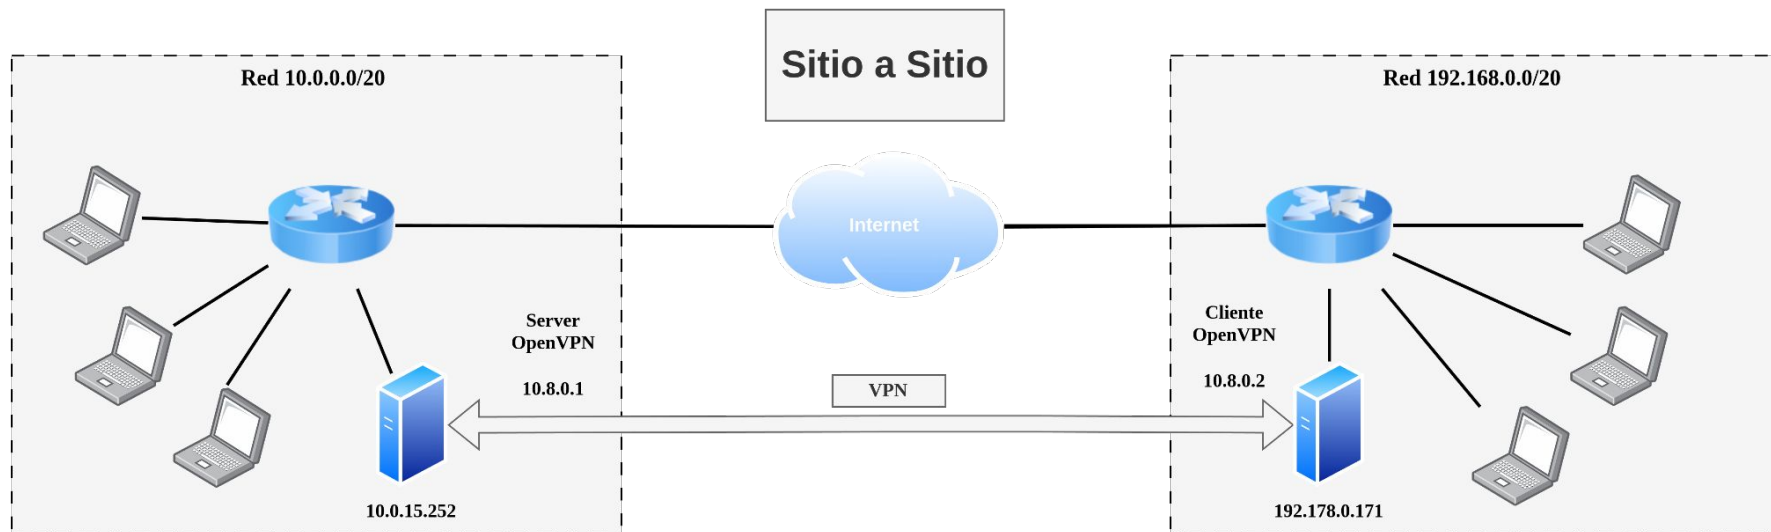 Sitio a Sitio
Red 10.0.0.0/20
Red 192.168.0.0/20
Internet
Server
OpenVPN
10.8.0.1
Cliente
OpenVPN
10.8.0.2
VPN
10.0.15.252
192.178.0.171